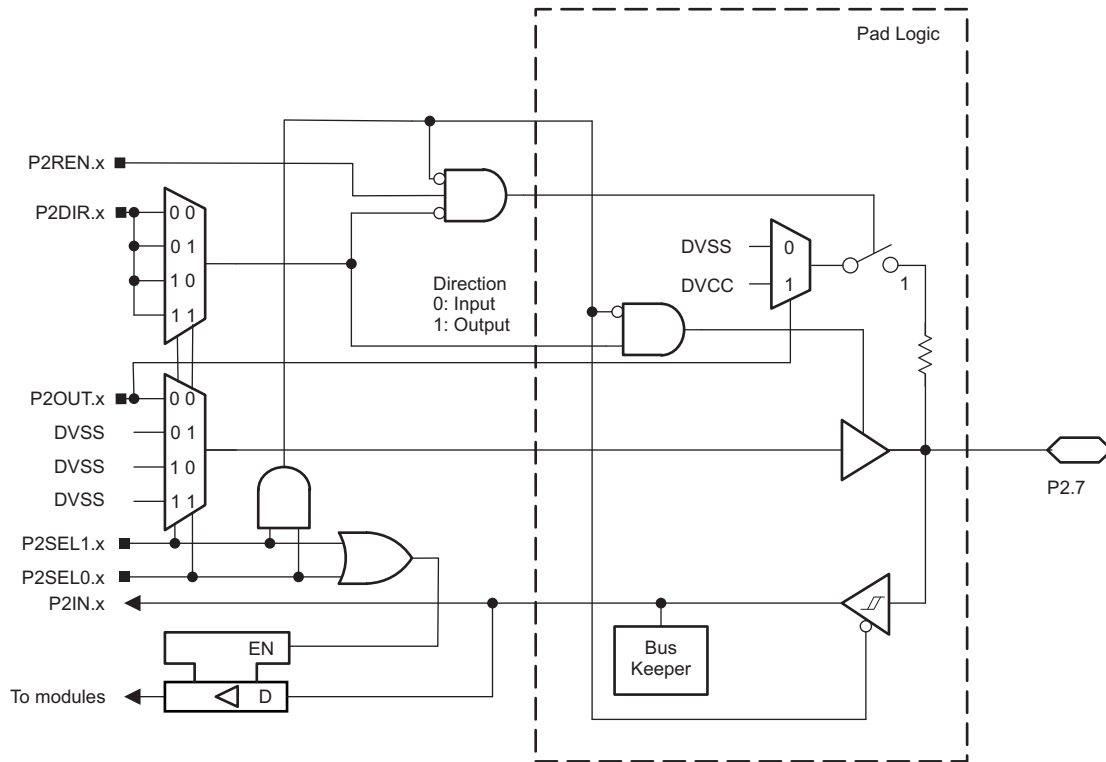 Pad Logic
P2REN.x
P2DIR.x
0 0
0 1
1 0
1 1
Direction
0: Input
1: Output
DVSS
0
DVCC
1
1
P2OUT.x
0 0
DVSS
0 1
DVSS
1 0
DVSS
1 1
P2.7
P2SEL1.x
P2SEL0.x
P2IN.x
Bus
Keeper
EN
To modules
D